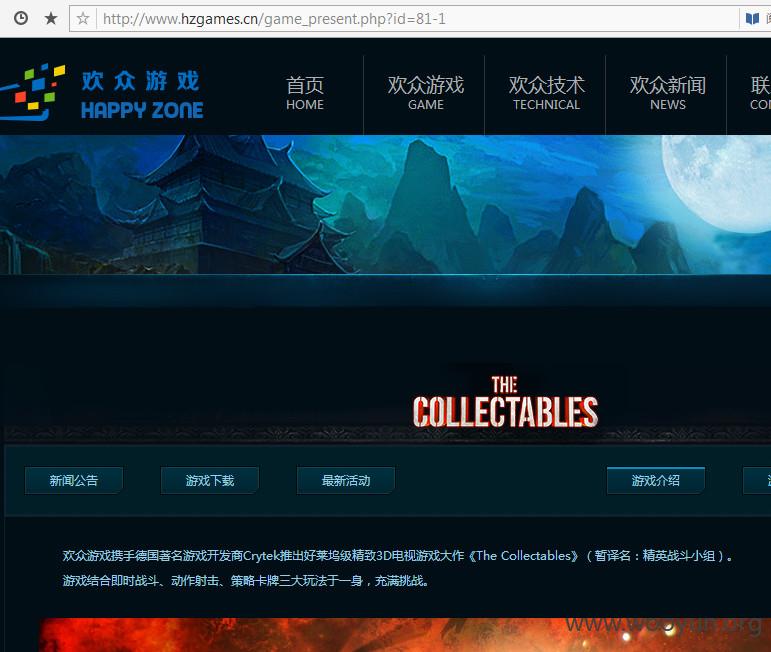 http://www.hzgames.cn/game_present.php?id=81-1
欢众游戏
HAPPY ZONE
首页
HOME
欢众游戏
GAME
欢众技术
TECHNICAL
欢众新闻
NEWS
联
THE
COLLECTABLES
新闻公告
游戏下载
最新活动
游戏介绍
欢众游戏携手德国著名游戏开发商Crytek推出好莱坞级精致3D电视游戏大作《The Collectables》（暂译名：精英战斗小组）。
游戏结合即时战斗、动作射击、策略卡牌三大玩法于一身，充满挑战。
www.wooyun.org